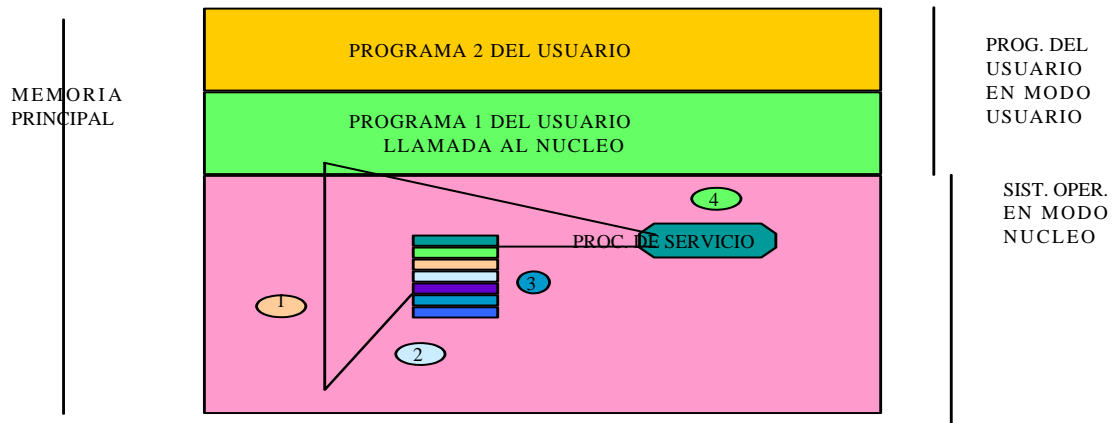 PROGRAMA 2 DEL USUARIO
MEMORIA
PRINCIPAL
PROGRAMA 1 DEL USUARIO
LLAMADA AL NUCLEO
PROG. DEL
USUARIO
EN MODO
USUARIO
SIST. OPER.
EN MODO
NUCLEO
4
PROC. DE SERVICIO
3
1
2